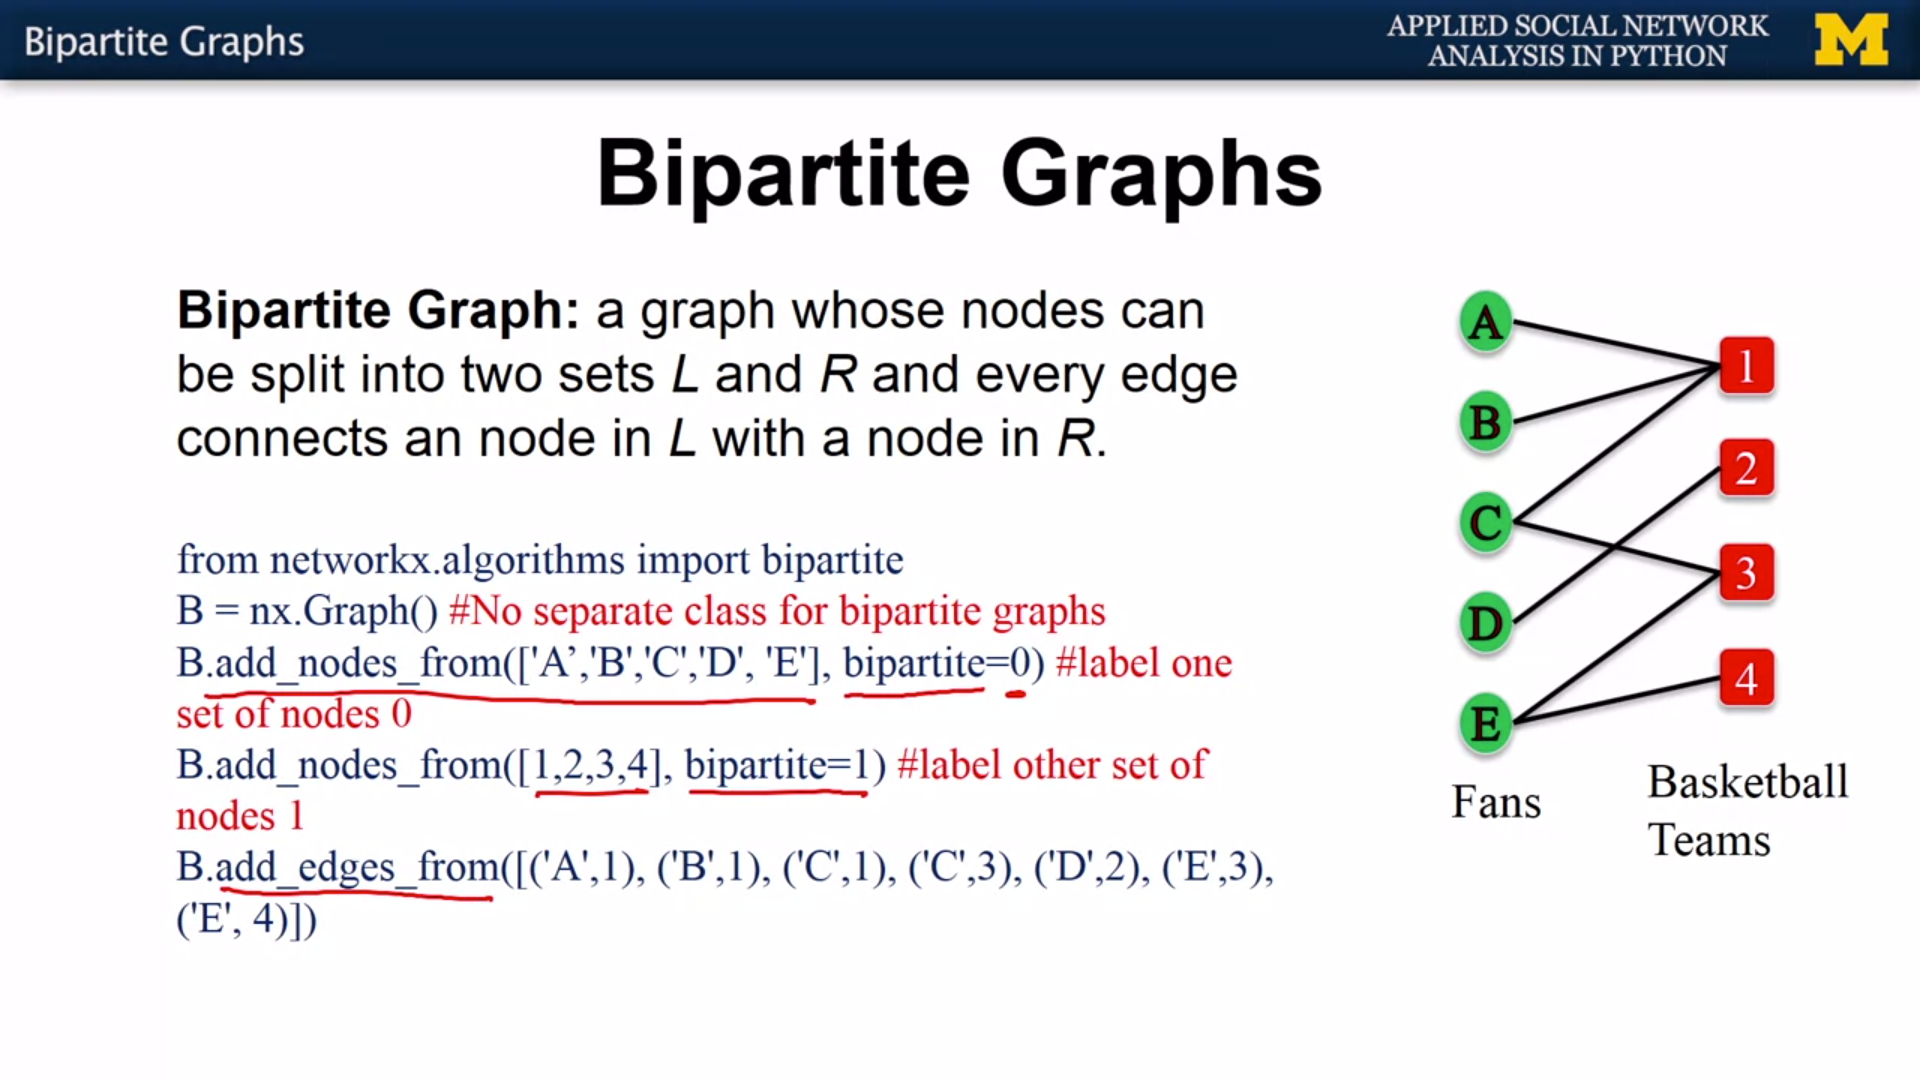 Bipartite Graphs
APPLIED SOCIAL NETWORK
ANALYSIS IN PYTHON
M
Bipartite Graphs
Bipartite Graph: a graph whose nodes can
be split into two sets L and R and every edge
connects an node in L with a node in R.
from networkx.algorithms import bipartite
B = nx.Graph() #No separate class for bipartite graphs
B.add_nodes_from(['A’,'B','C','D', 'E'], bipartite=0) #label one
set of nodes 0
B.add_nodes_from([1,2,3,4], bipartite=1) #label other set of
nodes 1
B.add_edges_from([('A',1), ('B',1), ('C',1), ('C',3), ('D',2), ('E',3),
('E', 4)])
A
1
B
2
C
3
D
4
E
Fans
Basketball
Teams